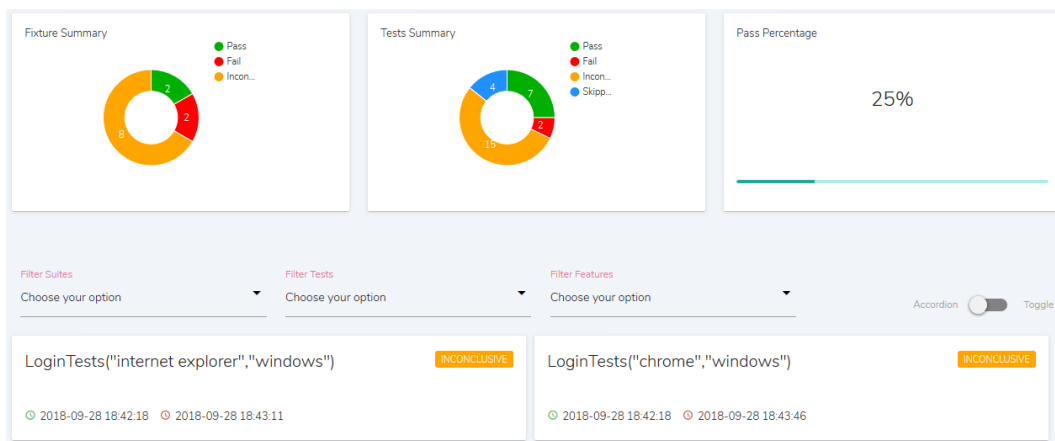 Fixture Summary
Pass
Fail
Incon...
2
2
8
Tests Summary
Pass
Fail
Incon...
Skipp...
4
7
2
15
Pass Percentage
25%
Filter Suites
Choose your option
Filter Tests
Choose your option
Filter Features
Choose your option
Accordion
Toggle
LoginTests("internet explorer","windows")
INCONCLUSIVE
2018-09-28 18:42:18 2018-09-28 18:43:11
LoginTests("chrome","windows")
INCONCLUSIVE
2018-09-28 18:42:18 2018-09-28 18:43:46